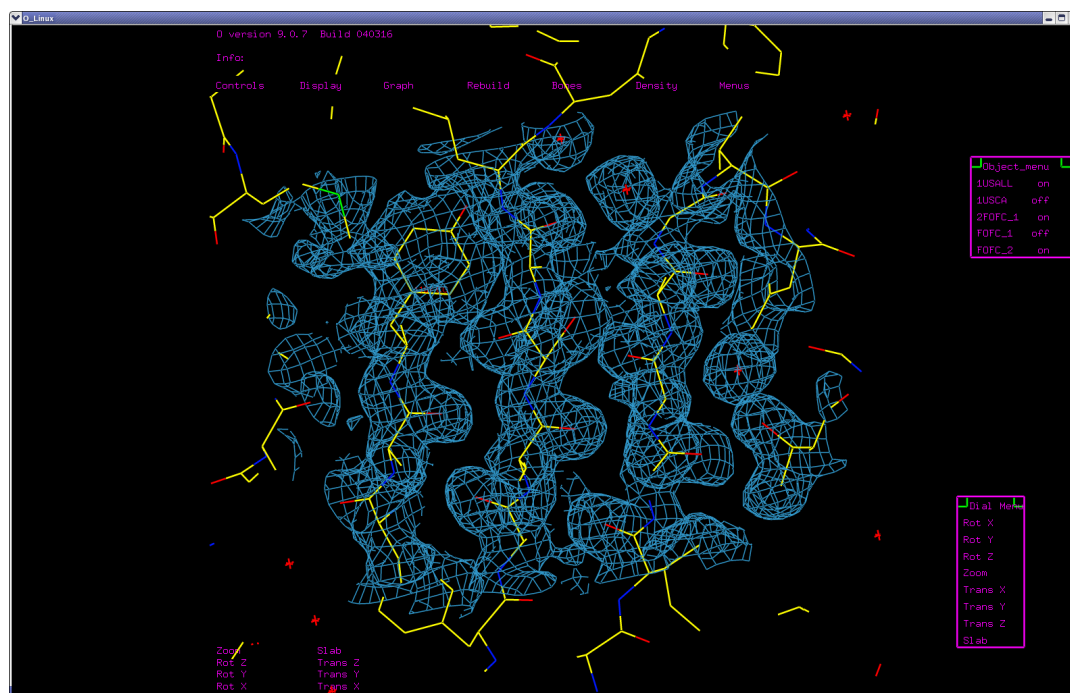 O_Linux
O version 9.0.7 Build 040316
Info:
Controls Display Graph Rebuild Bones Density Menus
Object_menu
1USALL on
1USCA off
2FOFC_1 on
FOFC_1 off
FOFC_2 on
Dial Menu
Rot X
Rot Y
Rot Z
Zoom
Trans X
Trans Y
Trans Z
Slab
Zoom Slab
Rot Z Trans Z
Rot Y Trans Y
Rot X Trans X